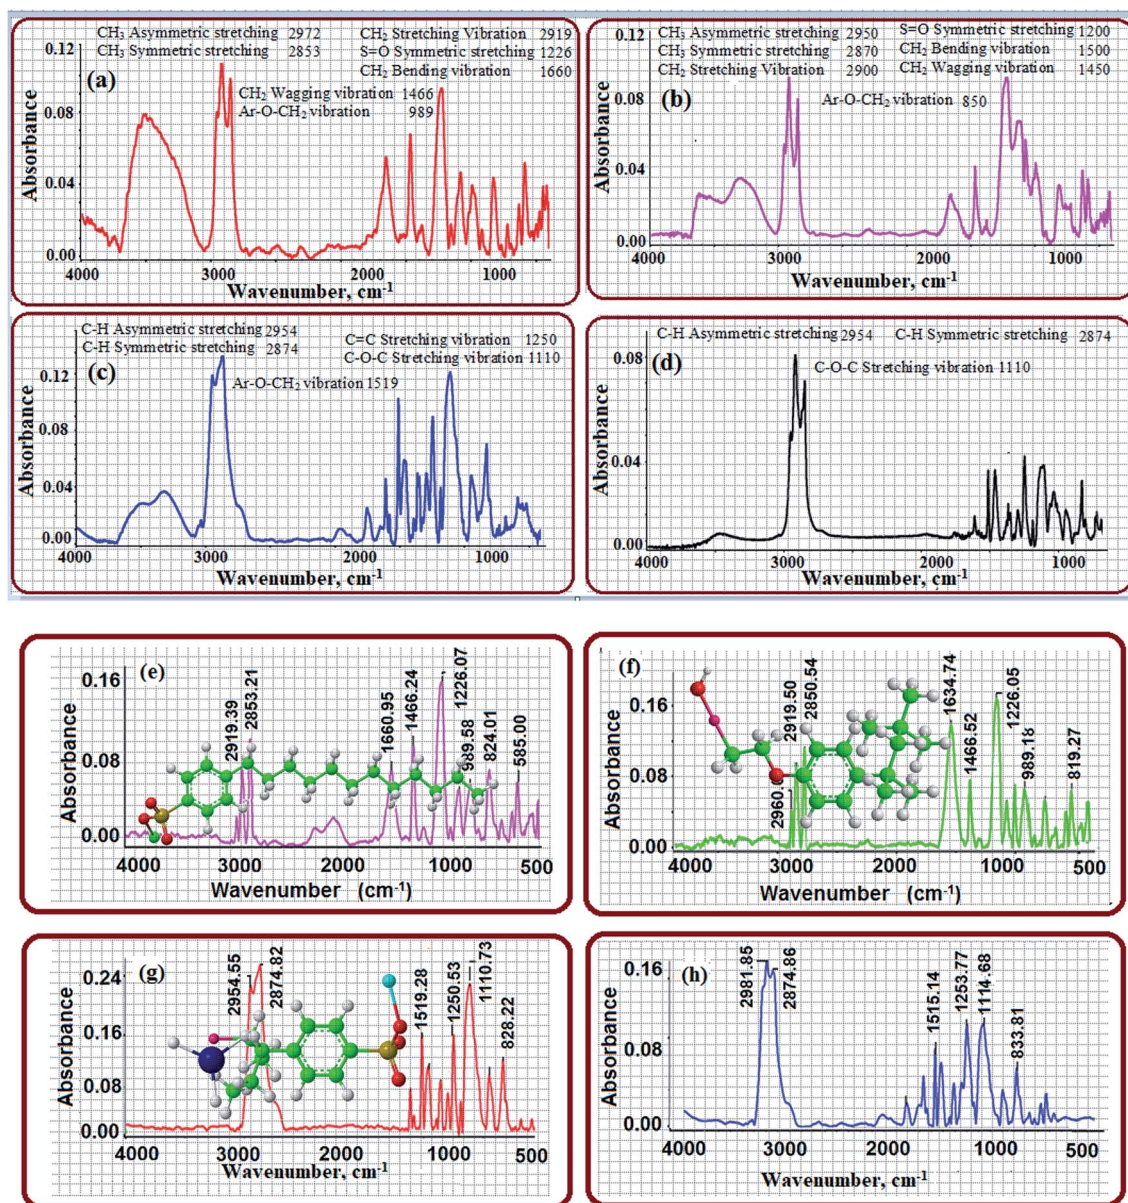 CH₃ Asymmetric stretching 2972
CH₃ Symmetric stretching 2853
CH₂ Stretching Vibration 2919
S=O Symmetric stretching 1226
CH₂ Bending vibration 1660
CH₂ Wagging vibration 1466
Ar-O-CH₂ vibration 989
(a)
0.12
0.08
0.04
0.00
Absorbance
4000 3000 2000 1000
Wavenumber, cm⁻¹
CH₃ Asymmetric stretching 2950
CH₃ Symmetric stretching 2870
CH₂ Stretching Vibration 2900
S=O Symmetric stretching 1200
CH₂ Bending vibration 1500
CH₂ Wagging vibration 1450
Ar-O-CH₂ vibration 850
(b)
0.12
0.08
0.04
0.00
Absorbance
4000 3000 2000 1000
Wavenumber, cm⁻¹
C-H Asymmetric stretching 2954
C-H Symmetric stretching 2874
C=C Stretching vibration 1250
C-O-C Stretching vibration 1110
Ar-O-CH₂ vibration 1519
(c)
0.12
0.08
0.04
0.00
Absorbance
4000 3000 2000 1000
Wavenumber, cm⁻¹
C-H Asymmetric stretching 2954
C-H Symmetric stretching 2874
C-O-C Stretching vibration 1110
(d)
0.08
0.04
0.00
Absorbance
4000 3000 2000 1000
Wavenumber, cm⁻¹
(e)
0.16
0.08
0.00
Absorbance
2919.39
2853.21
1660.95
1466.24
1226.07
989.58
824.01
585.00
4000 3000 2000 1000 500
Wavenumber (cm⁻¹)
(f)
0.16
0.08
0.00
Absorbance
2919.50
2850.54
1634.74
1466.52
1226.05
989.18
819.27
4000 3000 2000 1000 500
Wavenumber (cm⁻¹)
(g)
0.24
0.16
0.08
0.00
Absorbance
2954.55
2874.82
1519.28
1250.53
1110.73
828.22
4000 3000 2000 1000 500
Wavenumber, cm⁻¹
(h)
0.16
0.08
0.00
Absorbance
2981.85
2874.86
1515.14
1253.77
1114.68
833.81
4000 3000 2000 1000 500
Wavenumber, cm⁻¹